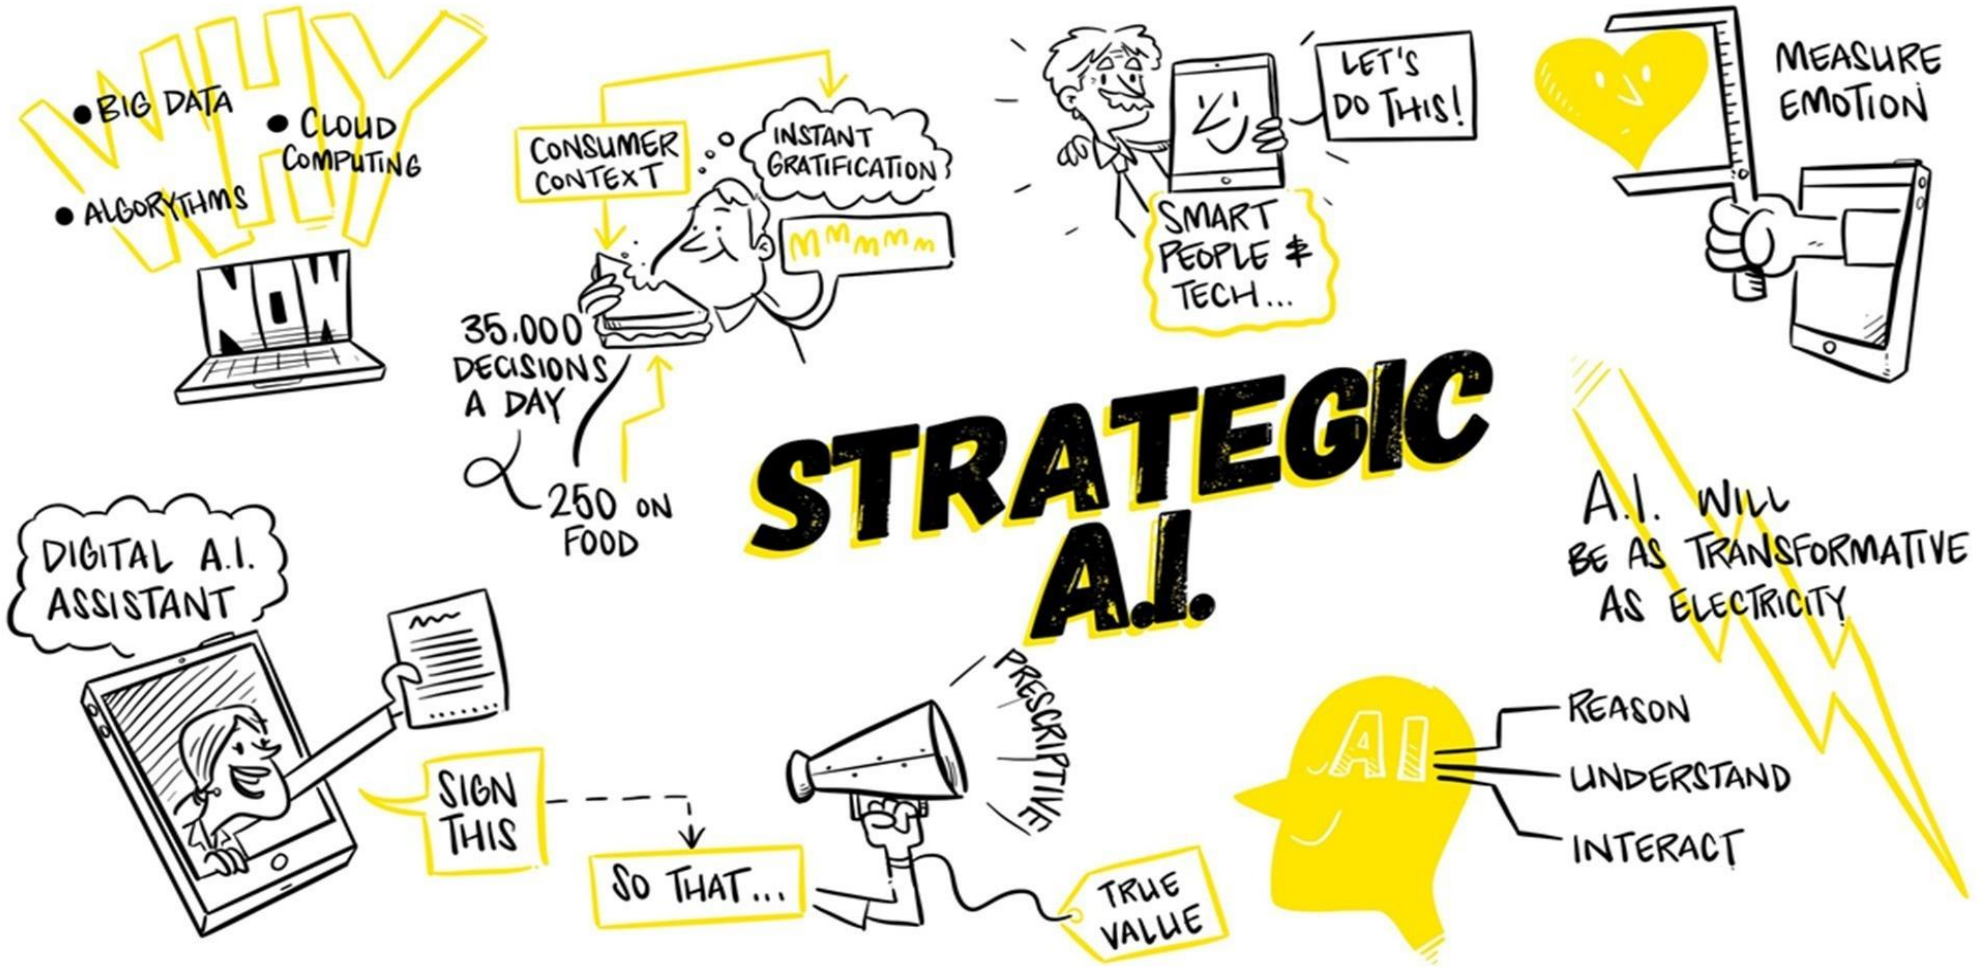 WHY
BIG DATA
CLOUD
COMPUTING
ALGORYTHMS
NOW
CONSUMER
CONTEXT
INSTANT
GRATIFICATION
MMMMM
35,000
DECISIONS
A DAY
250 ON
FOOD
LET'S
DO THIS!
SMART
PEOPLE &
TECH...
MEASURE
EMOTION
STRATEGIC
A.I.
A.I. WILL
BE AS TRANSFORMATIVE
AS ELECTRICITY
DIGITAL A.I.
ASSISTANT
SIGN
THIS
SO THAT...
PRESCRIPTIVE
TRUE
VALUE
AI
REASON
UNDERSTAND
INTERACT